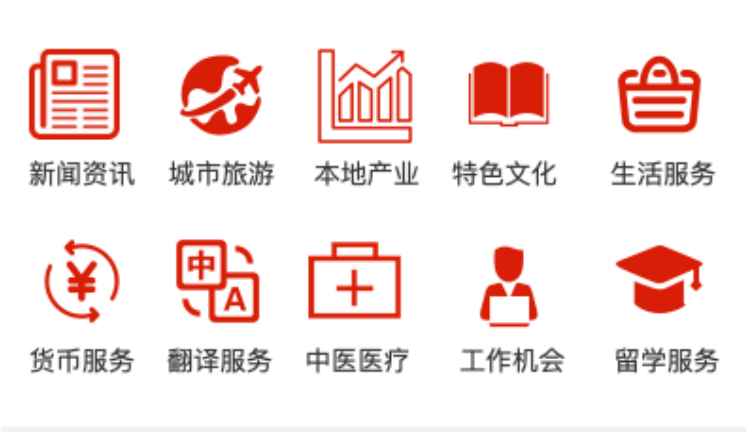 新闻资讯 城市旅游 本地产业 特色文化 生活服务
¥ 中 A
货币服务 翻译服务 中医医疗 工作机会 留学服务